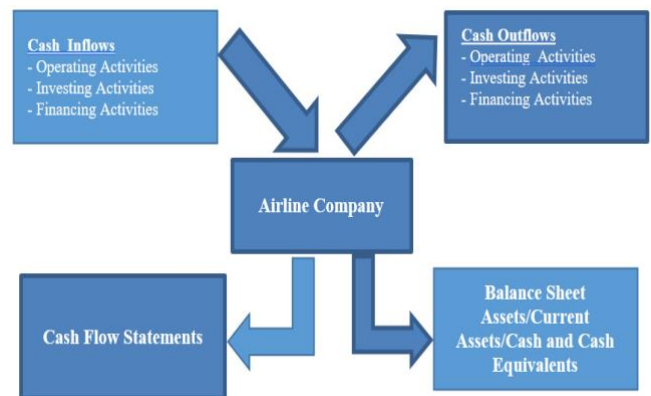 Cash Inflows
- Operating Activities
- Investing Activities
- Financing Activities
Cash Outflows
- Operating Activities
- Investing Activities
- Financing Activities
Airline Company
Cash Flow Statements
Balance Sheet
Assets/Current
Assets/Cash and Cash
Equivalents